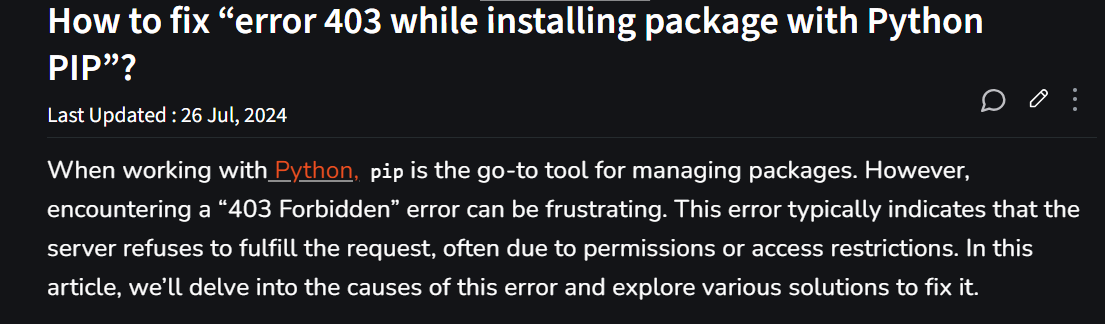 How to fix “error 403 while installing package with Python
PIP”?
Last Updated : 26 Jul, 2024
When working with Python, pip is the go-to tool for managing packages. However,
encountering a “403 Forbidden” error can be frustrating. This error typically indicates that the
server refuses to fulfill the request, often due to permissions or access restrictions. In this
article, we’ll delve into the causes of this error and explore various solutions to fix it.